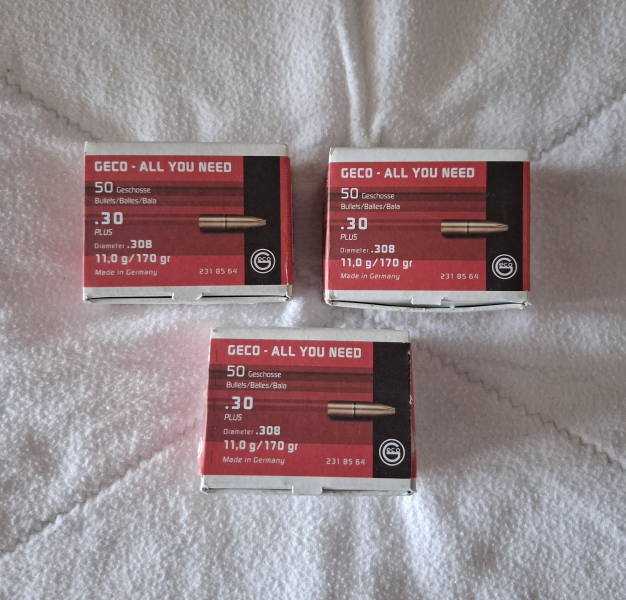 GECO - ALL YOU NEED
50 Geschosse
Bullets/Balles/Bala
.30
PLUS
Diameter .308
11,0 g/170 gr
Made in Germany 231 85 64
GECO
GECO - ALL YOU NEED
50 Geschosse
Bullets/Balles/Bala
.30
PLUS
Diameter .308
11,0 g/170 gr
Made in Germany 231 85 64
GECO
GECO - ALL YOU NEED
50 Geschosse
Bullets/Balles/Bala
.30
PLUS
Diameter .308
11,0 g/170 gr
Made in Germany 231 85 64
GECO